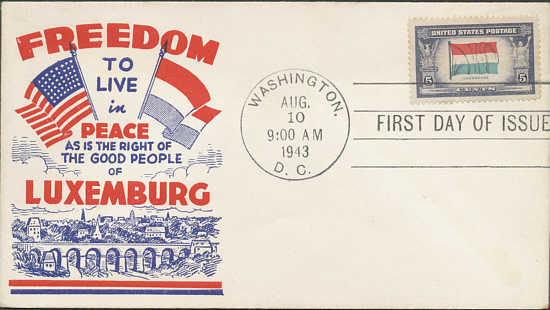 FREEDOM
TO
LIVE
in
PEACE
AS IS THE RIGHT OF
THE GOOD PEOPLE
OF
LUXEMBURG
WASHINGTON,
AUG.
10
9:00 AM
1943
D. C.
UNITED STATES POSTAGE
5 5
CENTS
FIRST DAY OF ISSUE